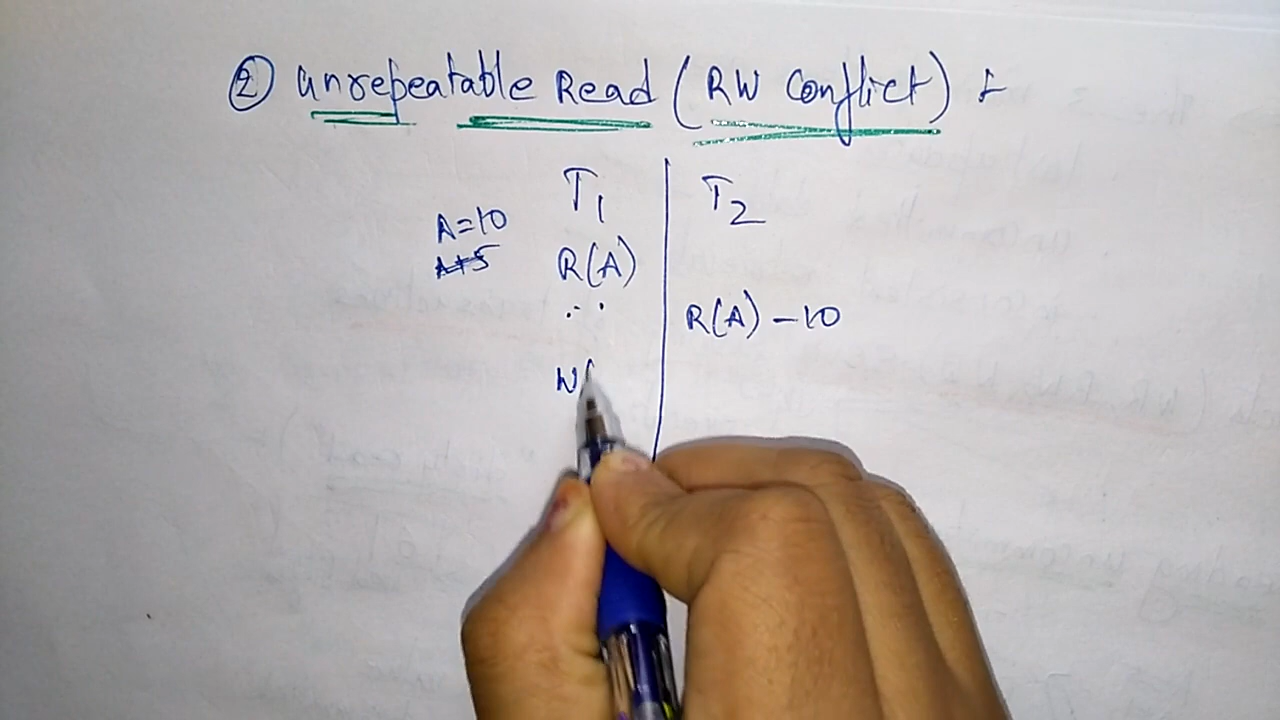 ② Unrepeatable Read (RW Conflict) :-
T1 T2
A=10
R(A)
R(A) - 10
W(